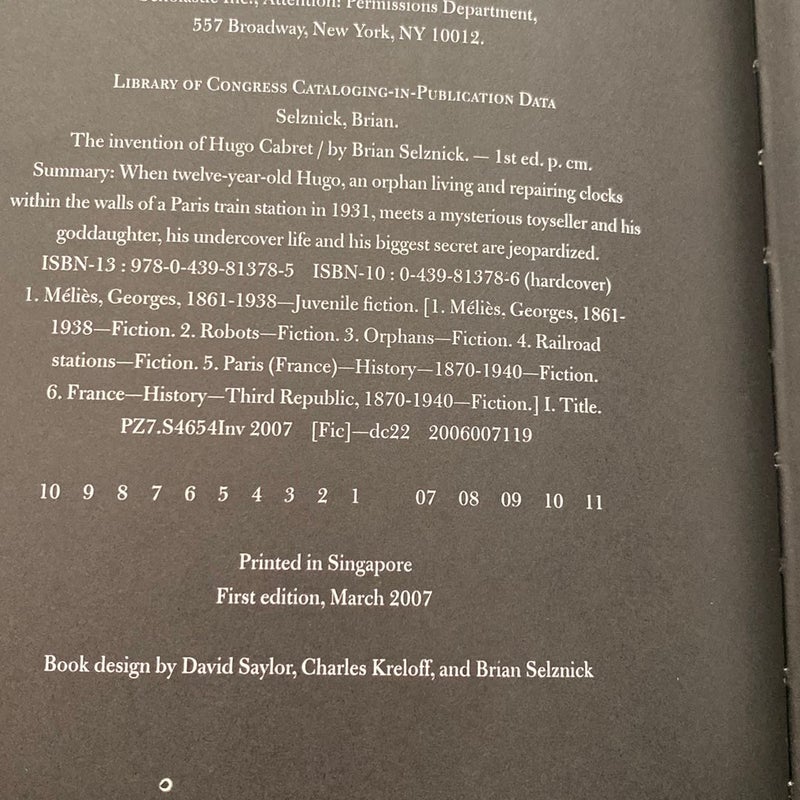 Scholastic Inc., Attention: Permissions Department,
557 Broadway, New York, NY 10012.
Library of Congress Cataloging-in-Publication Data
Selznick, Brian.
The invention of Hugo Cabret / by Brian Selznick. — 1st ed. p. cm.
Summary: When twelve-year-old Hugo, an orphan living and repairing clocks
within the walls of a Paris train station in 1931, meets a mysterious toyseller and his
goddaughter, his undercover life and his biggest secret are jeopardized.
ISBN-13 : 978-0-439-81378-5 ISBN-10 : 0-439-81378-6 (hardcover)
1. Méliès, Georges, 1861-1938—Juvenile fiction. [1. Méliès, Georges, 1861-
1938—Fiction. 2. Robots—Fiction. 3. Orphans—Fiction. 4. Railroad
stations—Fiction. 5. Paris (France)—History—1870-1940—Fiction.
6. France—History—Third Republic, 1870-1940—Fiction.] I. Title.
PZ7.S4654Inv 2007 [Fic]—dc22 2006007119
10 9 8 7 6 5 4 3 2 1 07 08 09 10 11
Printed in Singapore
First edition, March 2007
Book design by David Saylor, Charles Kreloff, and Brian Selznick